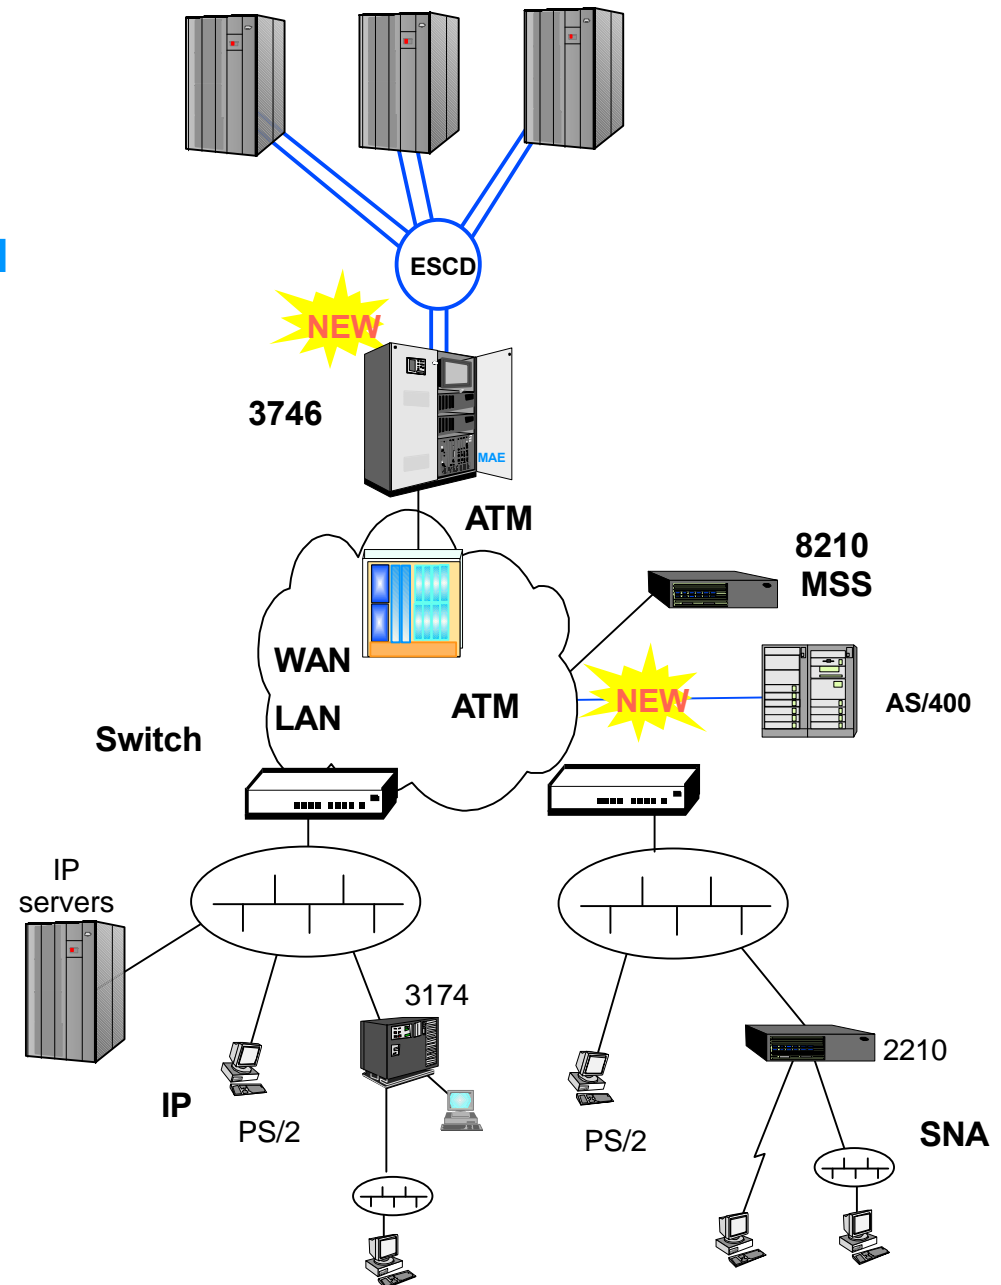 ESCD
NEW
3746
MAE
ATM
8210
MSS
WAN
LAN
ATM
NEW
AS/400
Switch
IP
servers
3174
2210
IP
PS/2
PS/2
SNA